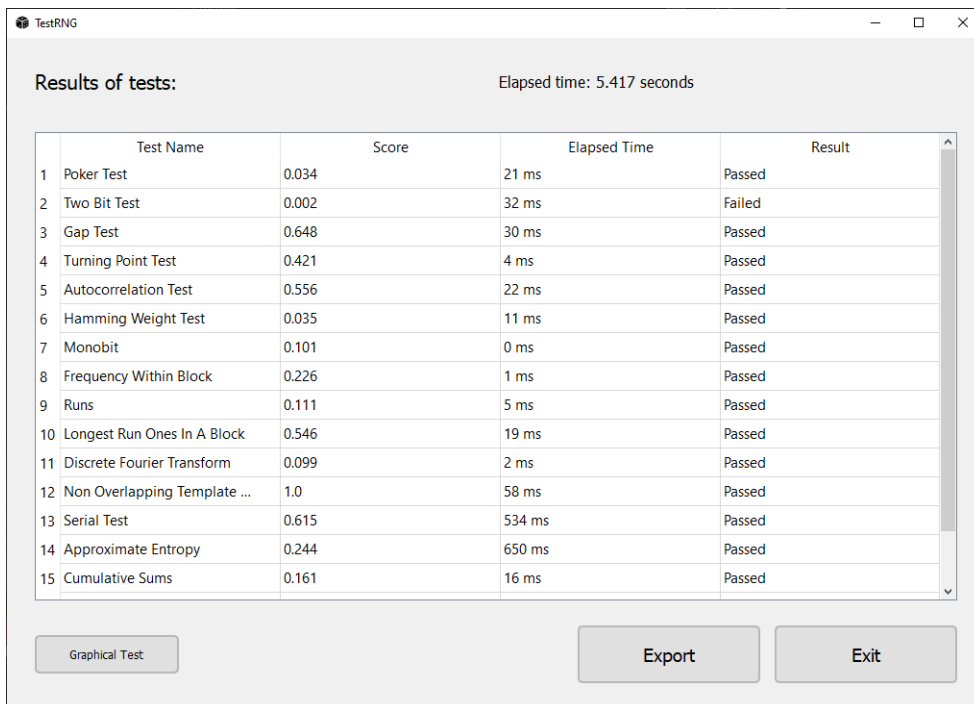 TestRNG
Results of tests: Elapsed time: 5.417 seconds
Test Name Score Elapsed Time Result
1 Poker Test 0.034 21 ms Passed
2 Two Bit Test 0.002 32 ms Failed
3 Gap Test 0.648 30 ms Passed
4 Turning Point Test 0.421 4 ms Passed
5 Autocorrelation Test 0.556 22 ms Passed
6 Hamming Weight Test 0.035 11 ms Passed
7 Monobit 0.101 0 ms Passed
8 Frequency Within Block 0.226 1 ms Passed
9 Runs 0.111 5 ms Passed
10 Longest Run Ones In A Block 0.546 19 ms Passed
11 Discrete Fourier Transform 0.099 2 ms Passed
12 Non Overlapping Template ... 1.0 58 ms Passed
13 Serial Test 0.615 534 ms Passed
14 Approximate Entropy 0.244 650 ms Passed
15 Cumulative Sums 0.161 16 ms Passed
Graphical Test Export Exit